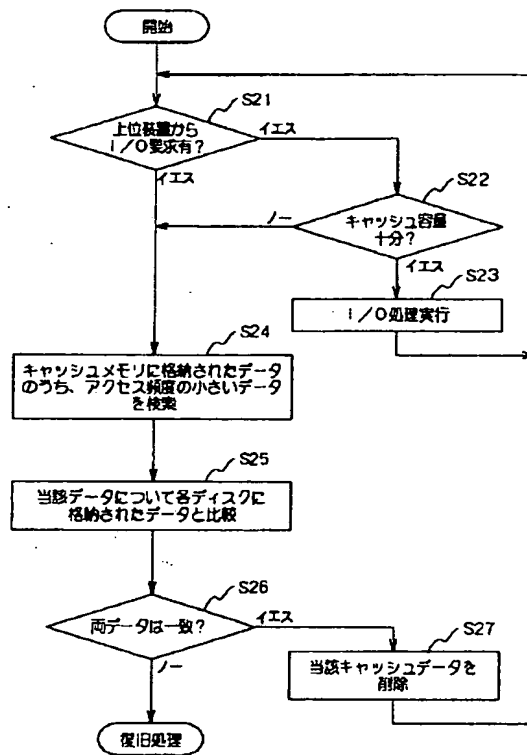 開始
S21
上位装置から
I/O要求有?
イエス
イエス
S22
キャッシュ容量
十分?
ノー
イエス
S23
I/O処理実行
S24
キャッシュメモリに格納されたデータ
のうち、アクセス頻度の小さいデータ
を検索
S25
当該データについて各ディスクに
格納されたデータと比較
S26
両データは一致?
イエス
ノー
S27
当該キャッシュデータを
削除
復旧処理